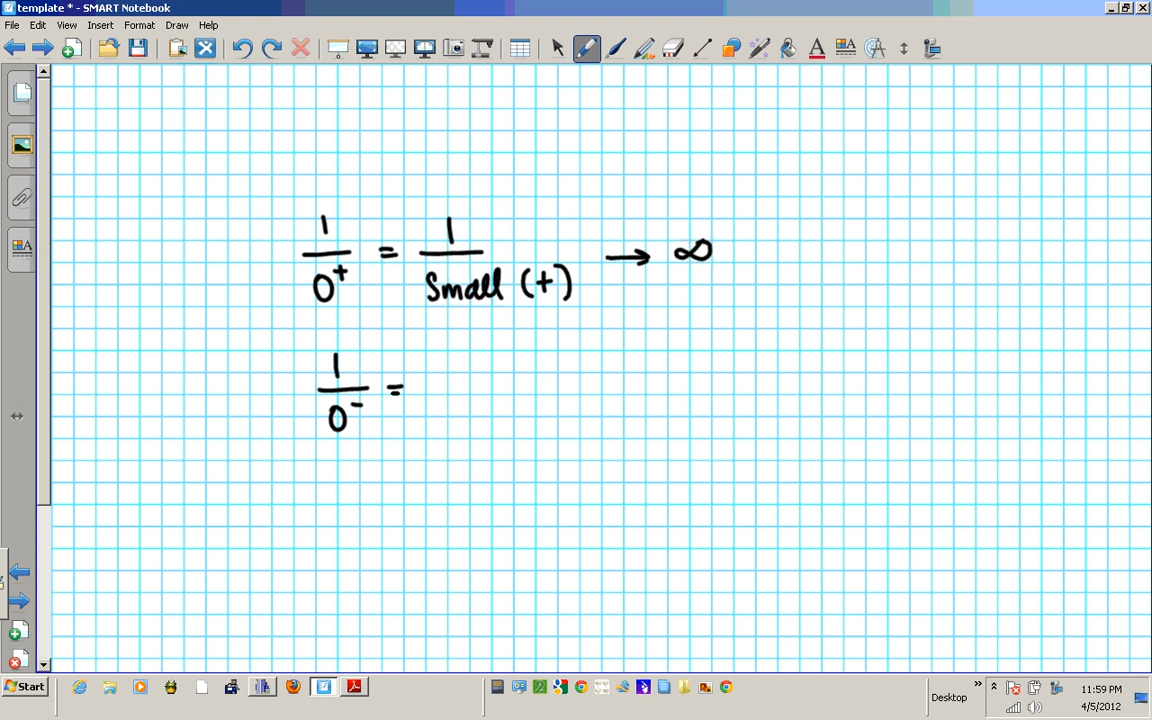 template * - SMART Notebook
File Edit View Insert Format Draw Help
1/0⁺ = 1/Small (+) → ∞
1/0⁻ =
Start
Desktop
11:59 PM
4/5/2012